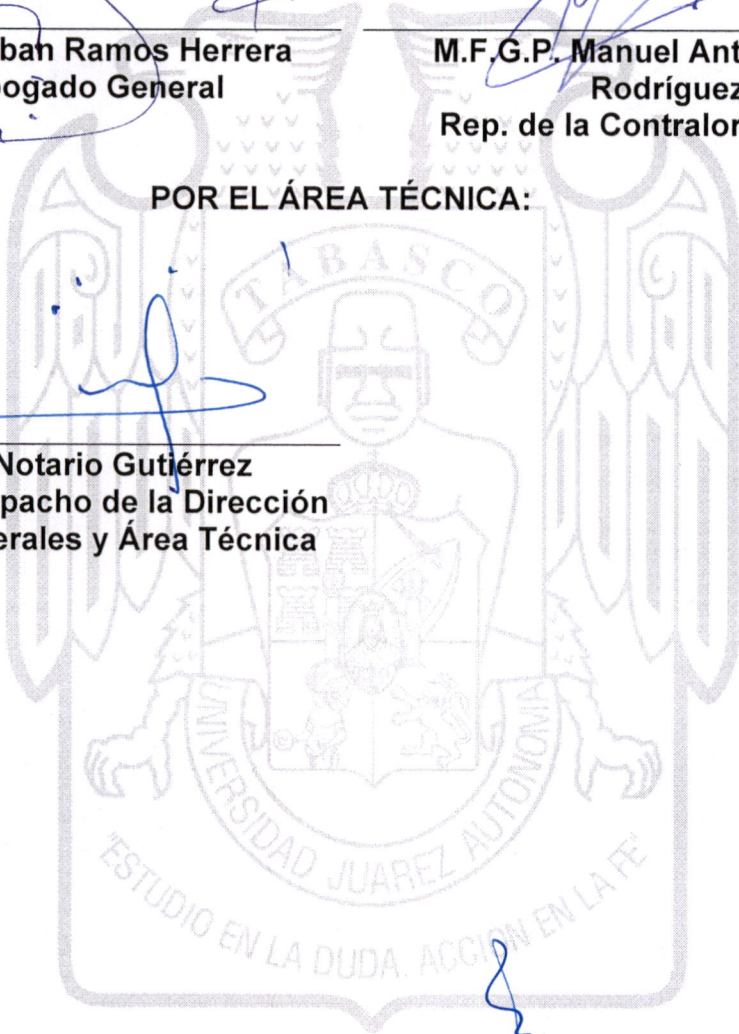 ban Ramos Herrera
ogado General
M.F.G.P. Manuel Ant
Rodríguez
Rep. de la Contralor
POR EL ÁREA TÉCNICA:
TABASCO
Notario Gutiérrez
pacho de la Dirección
erales y Área Técnica
UNIVERSIDAD JUAREZ AUTONOMA
"ESTUDIO EN LA DUDA. ACCION EN LA FE"